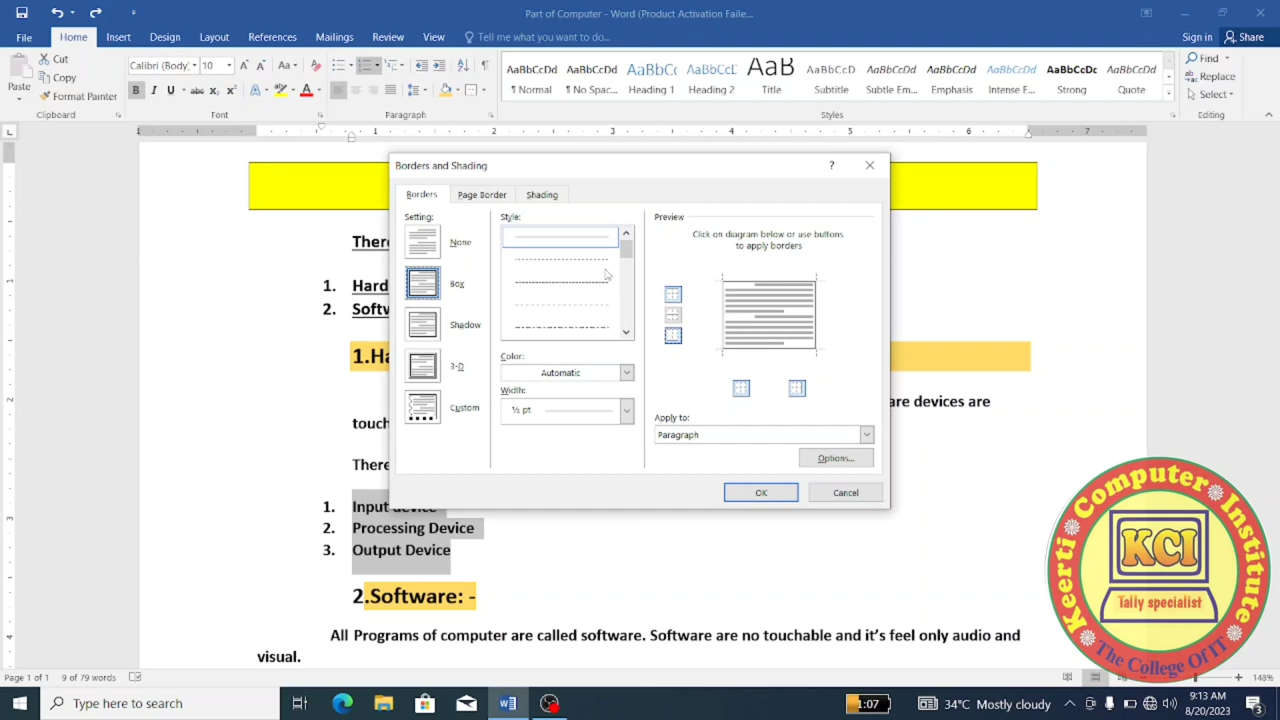 Part of Computer - Word (Product Activation Faile...
File Home Insert Design Layout References Mailings Review View Tell me what you want to do... Sign in Share
Paste
Cut
Copy
Format Painter
Clipboard
Calibri (Body) 10
Font
Paragraph
AaBbCcDd AaBbCcDd AaBbCc AaBbCcD AaB AaBbCcD AaBbCcDd AaBbCcDd AaBbCcDd AaBbCcDc AaBbCcDd
¶ Normal ¶ No Spac... Heading 1 Heading 2 Title Subtitle Subtle Em... Emphasis Intense E... Strong Quote
Styles
Find
Replace
Select
Editing
Borders and Shading
Borders Page Border Shading
Setting:
None
Box
Shadow
3-D
Custom
Style:
Color:
Automatic
Width:
½ pt
Preview
Click on diagram below or use buttons
to apply borders
Apply to:
Paragraph
Options...
OK Cancel
There
1. Hard
2. Softw
1.Ha
are devices are
touch
There
1. Input device
2. Processing Device
3. Output Device
2.Software: -
All Programs of computer are called software. Software are no touchable and it's feel only audio and
visual.
Keerti Computer Institute
KCI
Tally specialist
The College Of IT
Page 1 of 1 9 of 79 words 148%
Type here to search
1:07
34°C Mostly cloudy
9:13 AM
8/20/2023
3